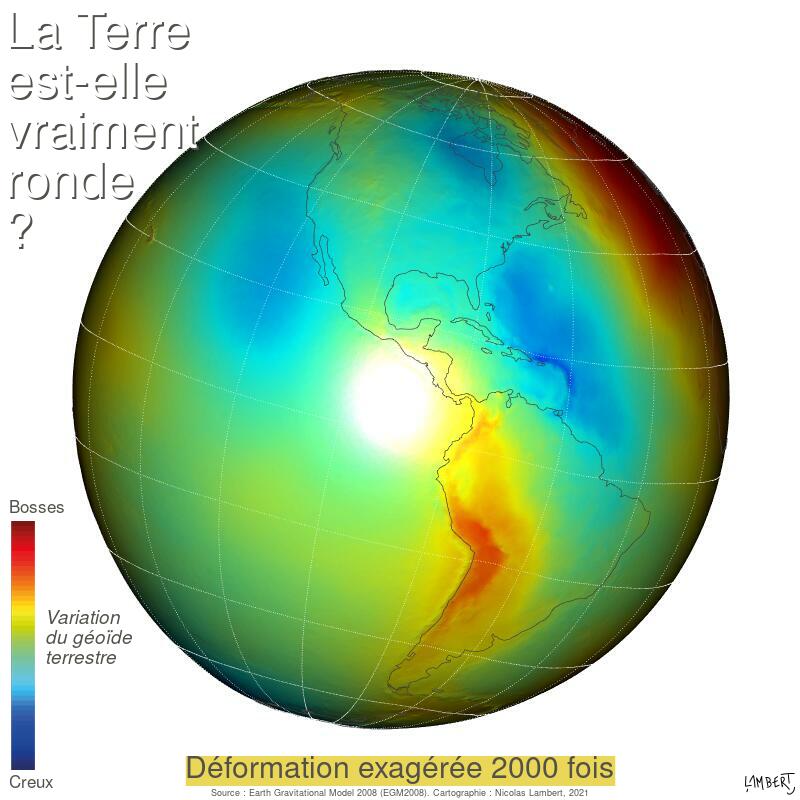 La Terre
est-elle
vraiment
ronde
?
Bosses
Variation
du géoïde
terrestre
Creux
Déformation exagérée 2000 fois
Source : Earth Gravitational Model 2008 (EGM2008). Cartographie : Nicolas Lambert, 2021
LAMBERT